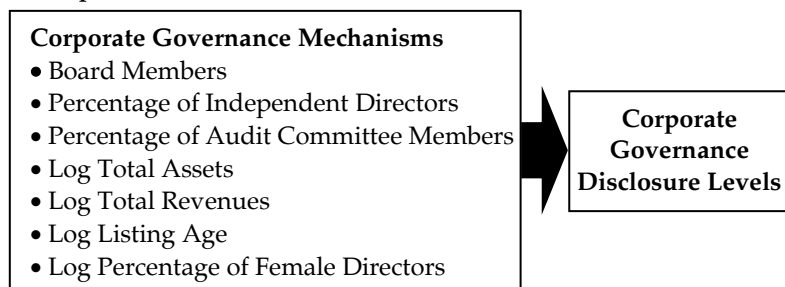 Corporate Governance Mechanisms
• Board Members
• Percentage of Independent Directors
• Percentage of Audit Committee Members
• Log Total Assets
• Log Total Revenues
• Log Listing Age
• Log Percentage of Female Directors
Corporate
Governance
Disclosure Levels